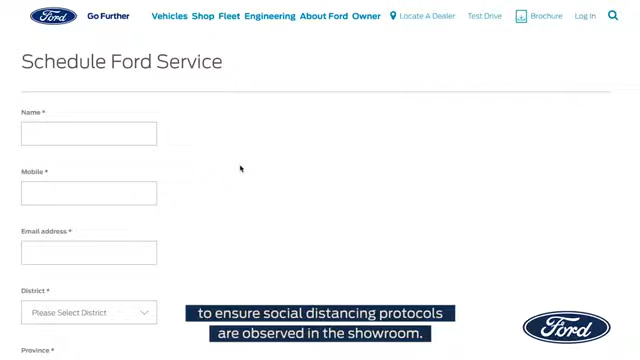 Ford Go Further Vehicles Shop Fleet Engineering About Ford Owner Locate A Dealer Test Drive Brochure Log In
Schedule Ford Service
Name *
Mobile *
Email address *
District *
Please Select District
to ensure social distancing protocols
are observed in the showroom.
Ford
Province *